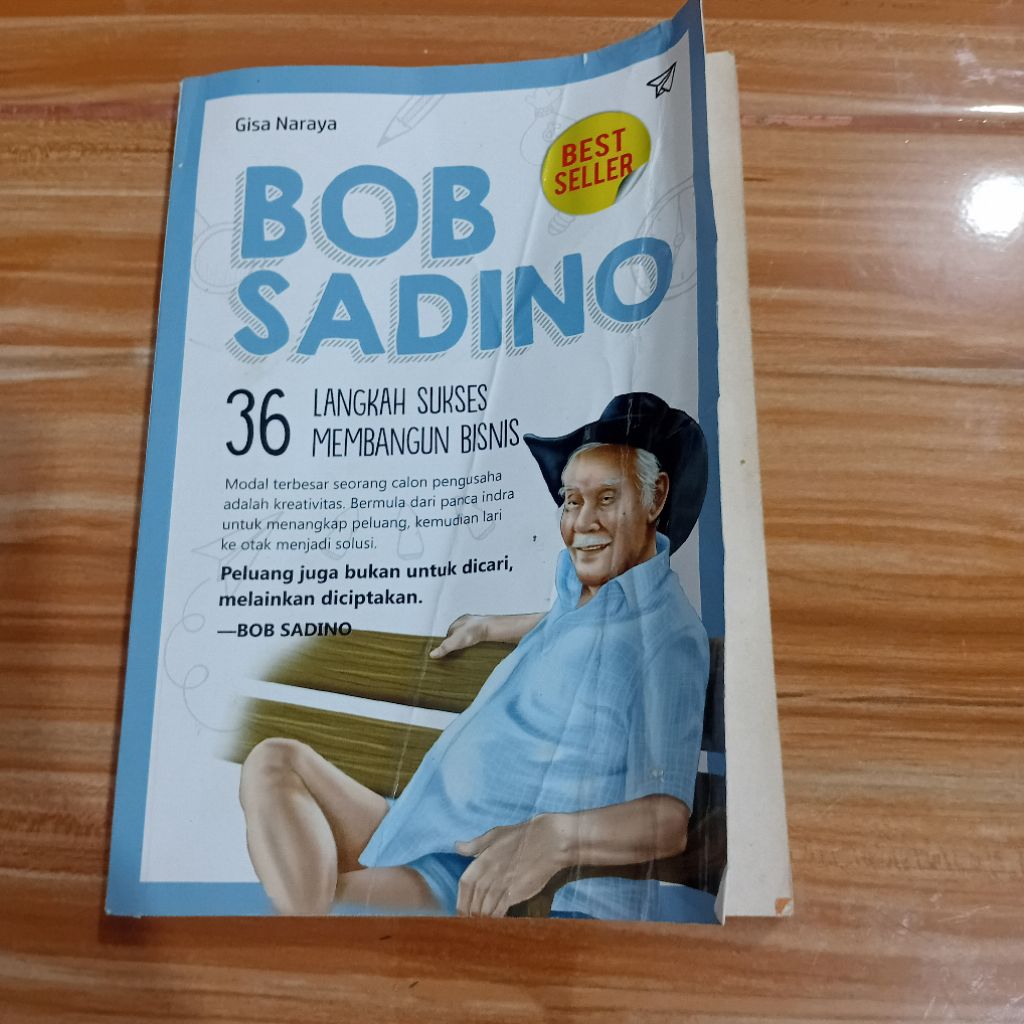 Gisa Naraya
BEST
SELLER
BOB
SADINO
36 LANGKAH SUKSES
MEMBANGUN BISNIS
Modal terbesar seorang calon pengusaha
adalah kreativitas. Bermula dari panca indra
untuk menangkap peluang, kemudian lari
ke otak menjadi solusi.
Peluang juga bukan untuk dicari,
melainkan diciptakan.
—BOB SADINO